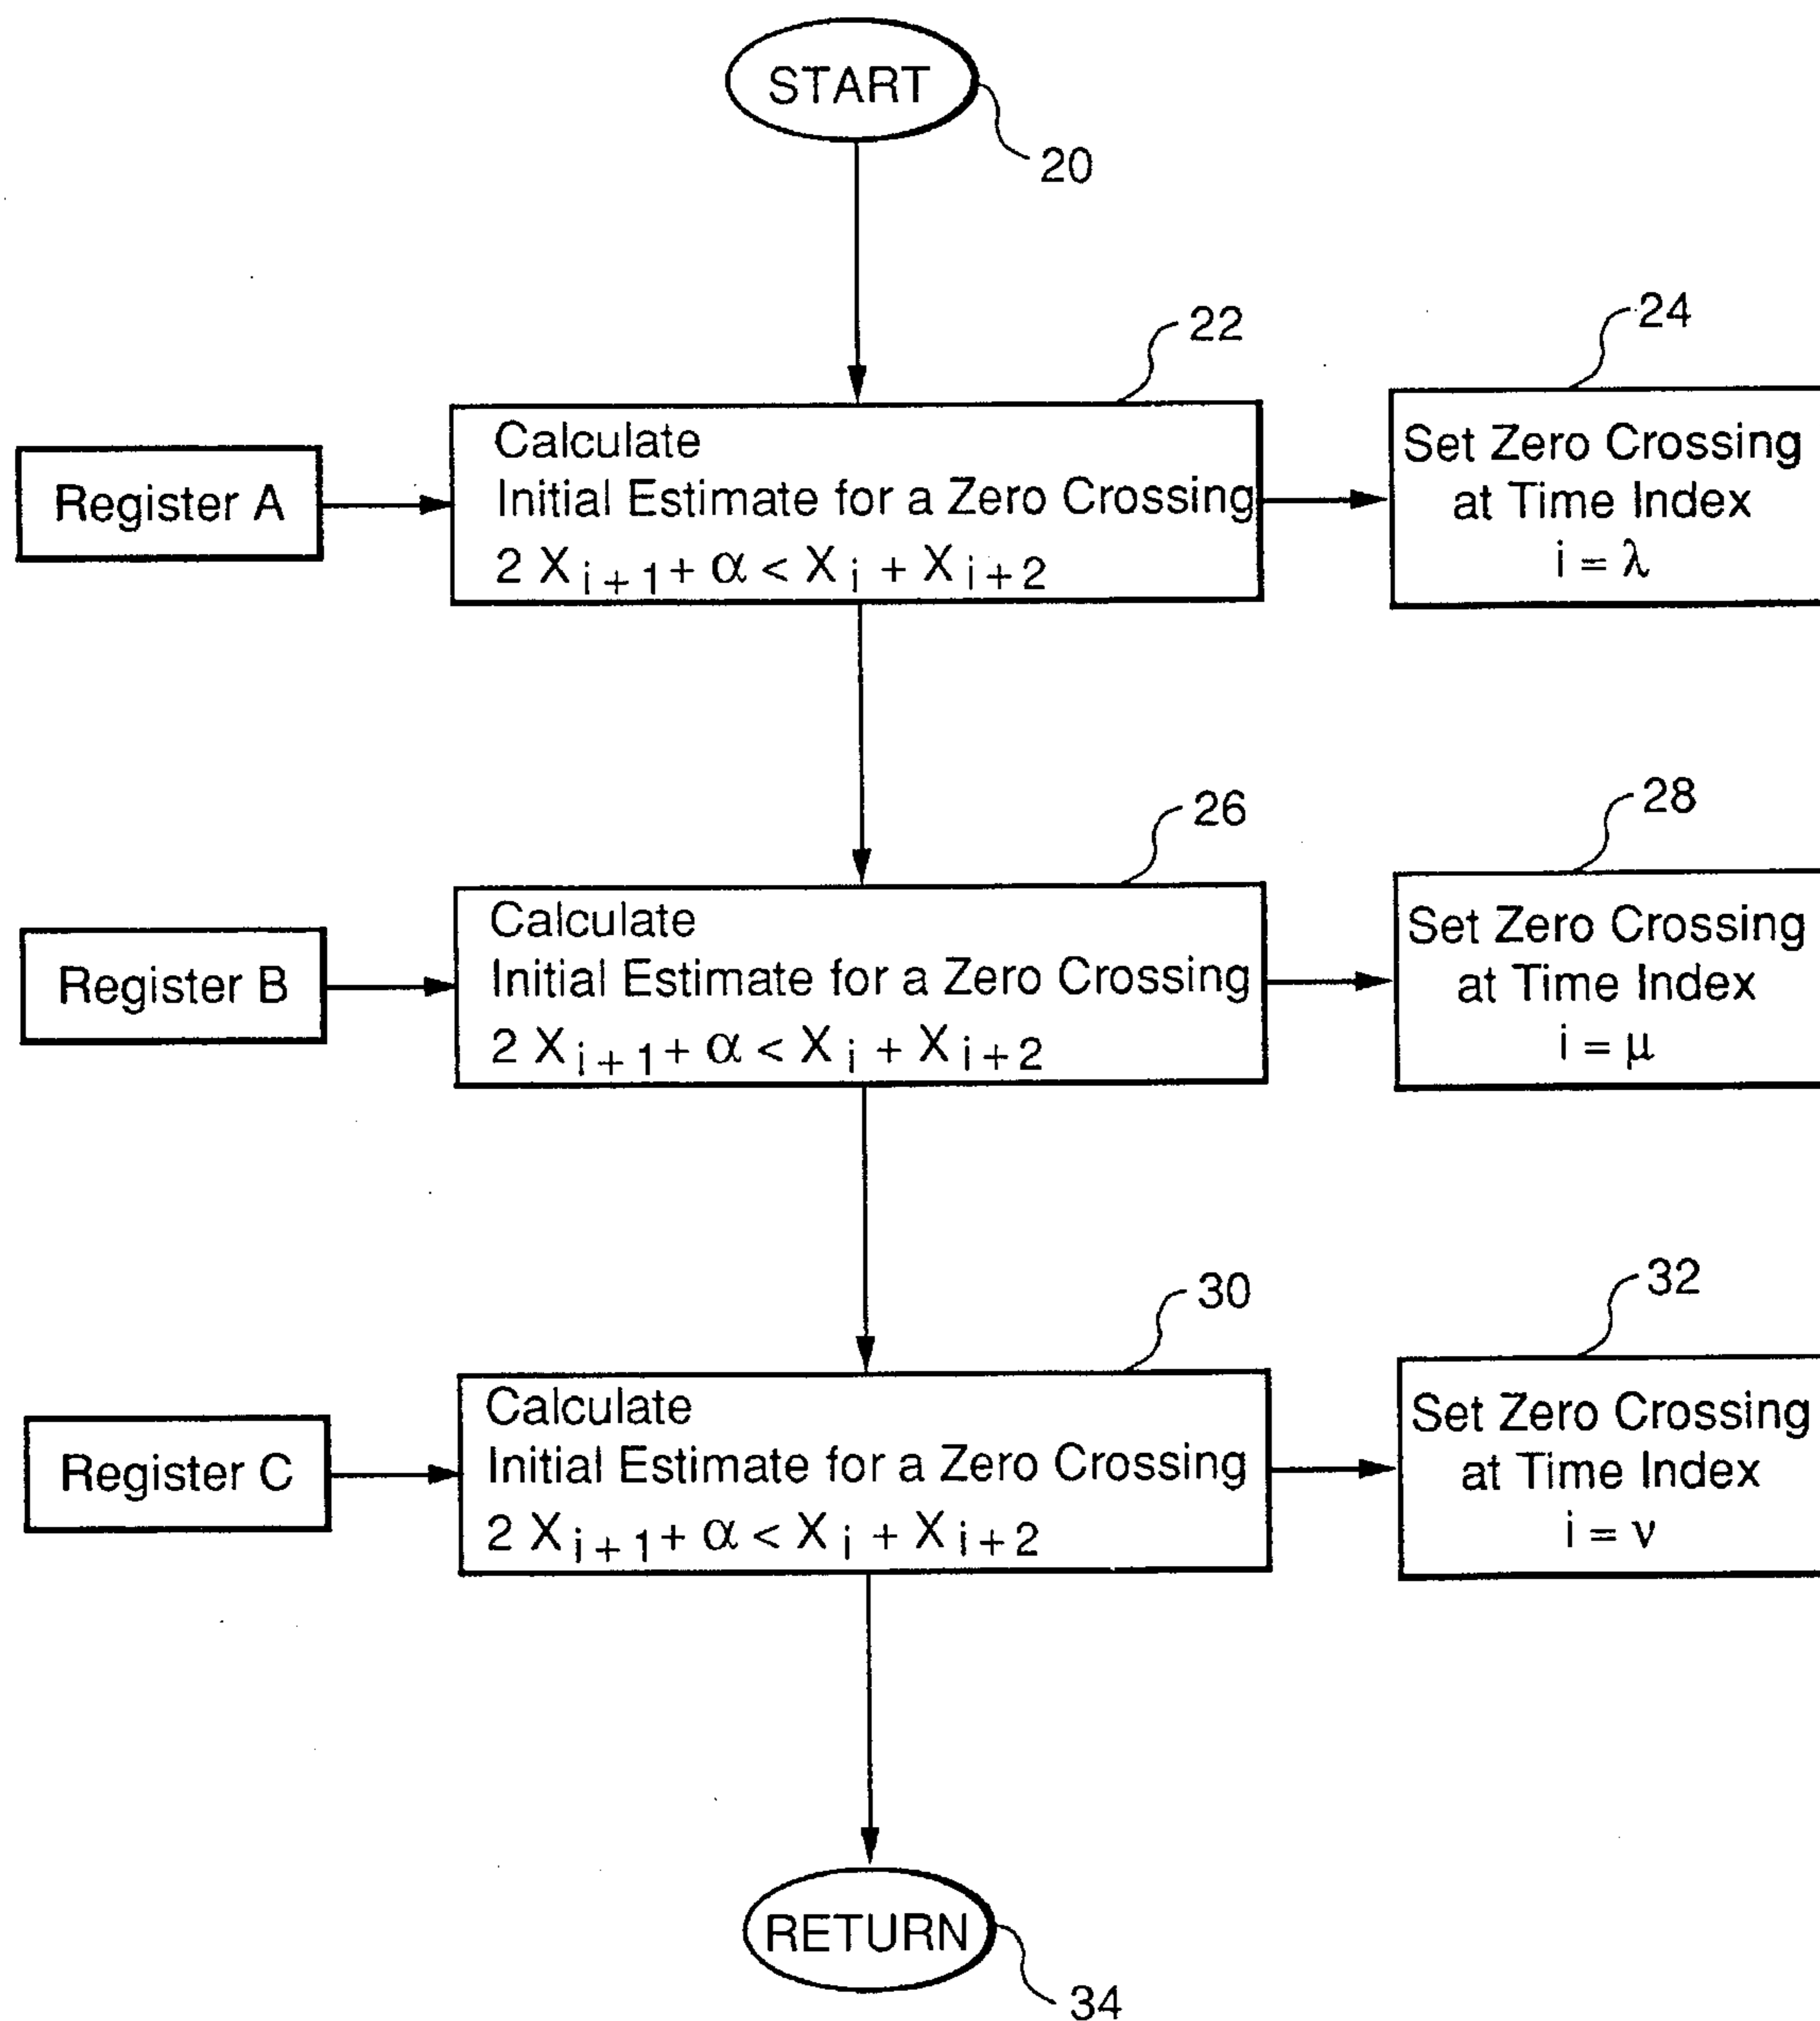 START
20
22
24
Register A
Calculate
Initial Estimate for a Zero Crossing
2 X i + 1 + α < X i + X i + 2
Set Zero Crossing
at Time Index
i = λ
26
28
Register B
Calculate
Initial Estimate for a Zero Crossing
2 X i + 1 + α < X i + X i + 2
Set Zero Crossing
at Time Index
i = μ
30
32
Register C
Calculate
Initial Estimate for a Zero Crossing
2 X i + 1 + α < X i + X i + 2
Set Zero Crossing
at Time Index
i = ν
RETURN
34